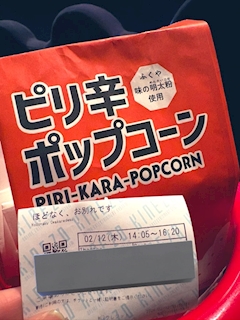 ピリ辛
ふくや
味の明太粉
使用
ポップコーン
PIRI-KARA-POPCORN
ほどなく、お別れです
02/12(木) 14:05~16:20